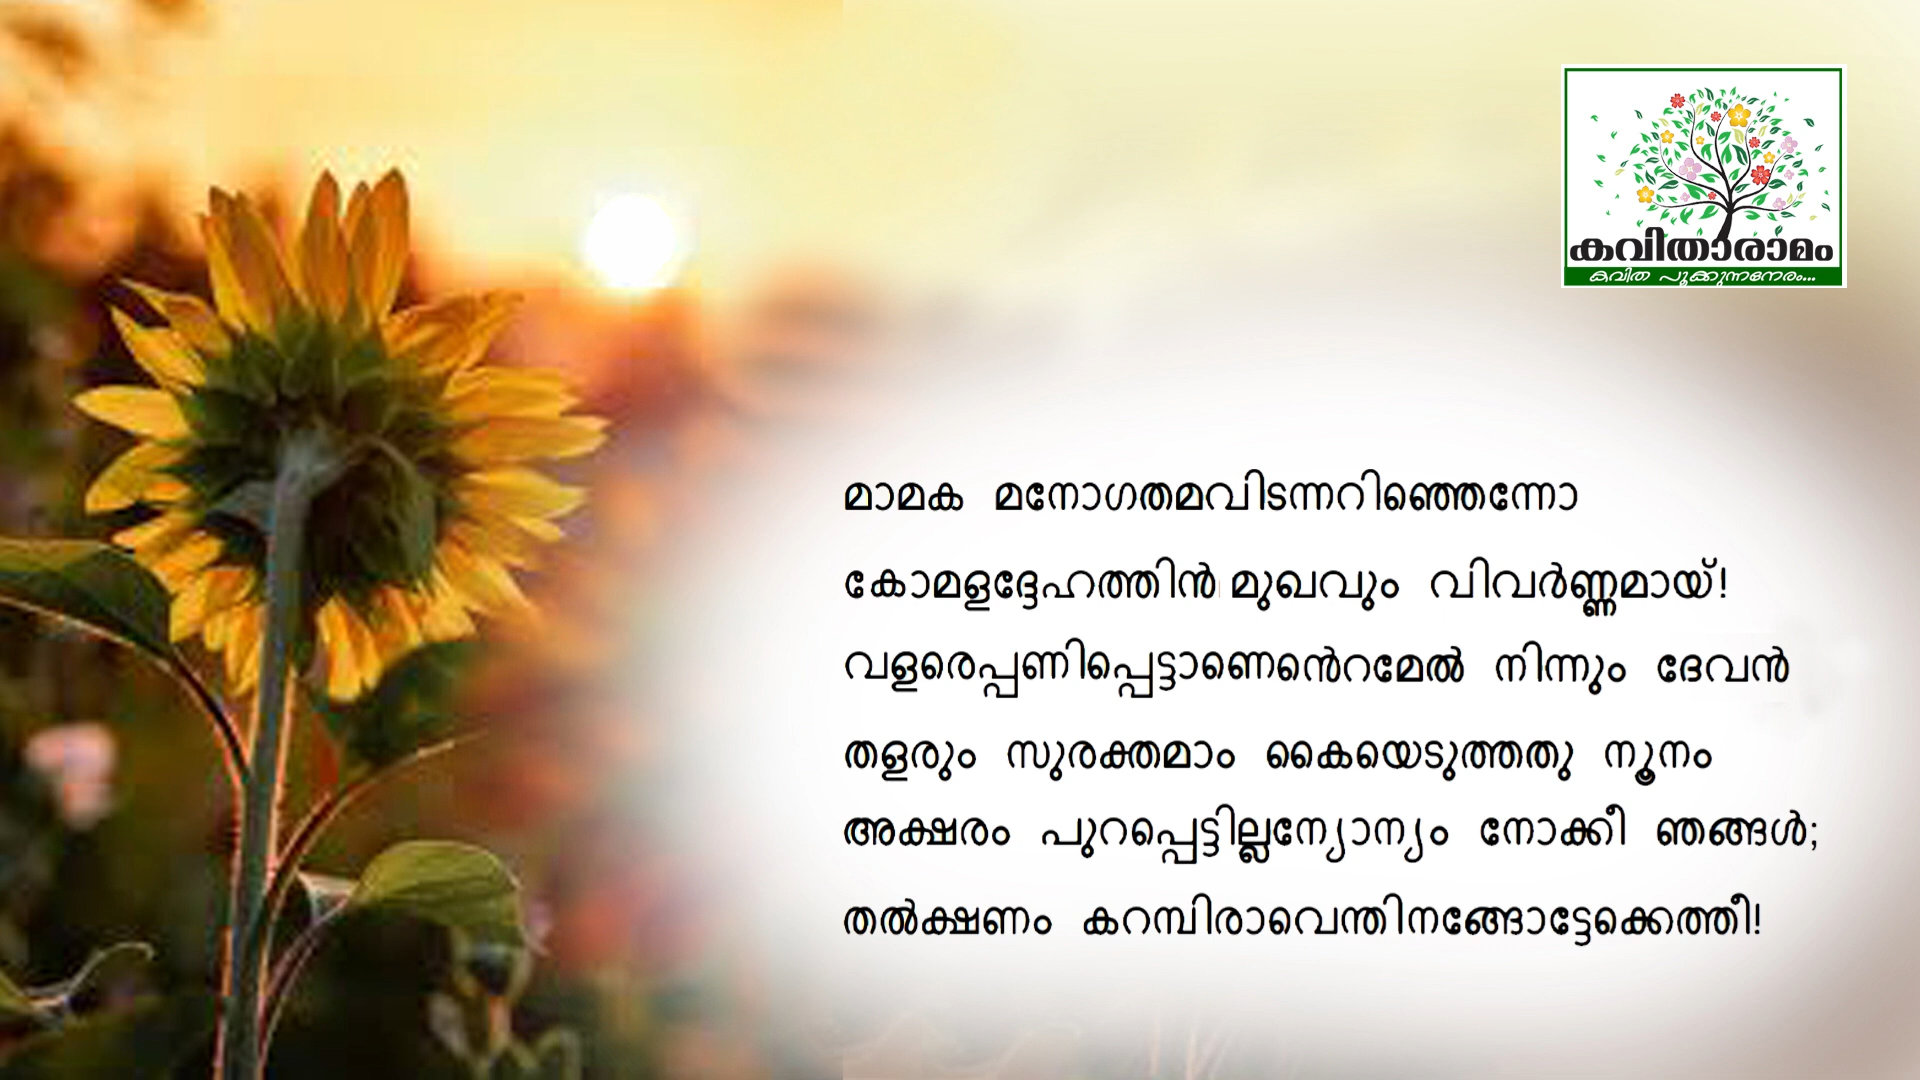 കവിതാരാമം
കവിത പൂക്കുന്നനേരം...
മാമക മനോഗതമവിടന്നറിഞ്ഞെന്നോ
കോമളദ്ദേഹത്തിൻ മുഖവും വിവർണ്ണമായ്!
വളരെപ്പണിപ്പെട്ടാണെൻെറമേൽ നിന്നും ദേവൻ
തളരും സുരക്തമാം കൈയെടുത്തതു നൂനം
അക്ഷരം പുറപ്പെട്ടില്ലന്യോന്യം നോക്കീ ഞങ്ങൾ;
തൽക്ഷണം കറമ്പിരാവെന്തിനങ്ങോട്ടേക്കെത്തീ!